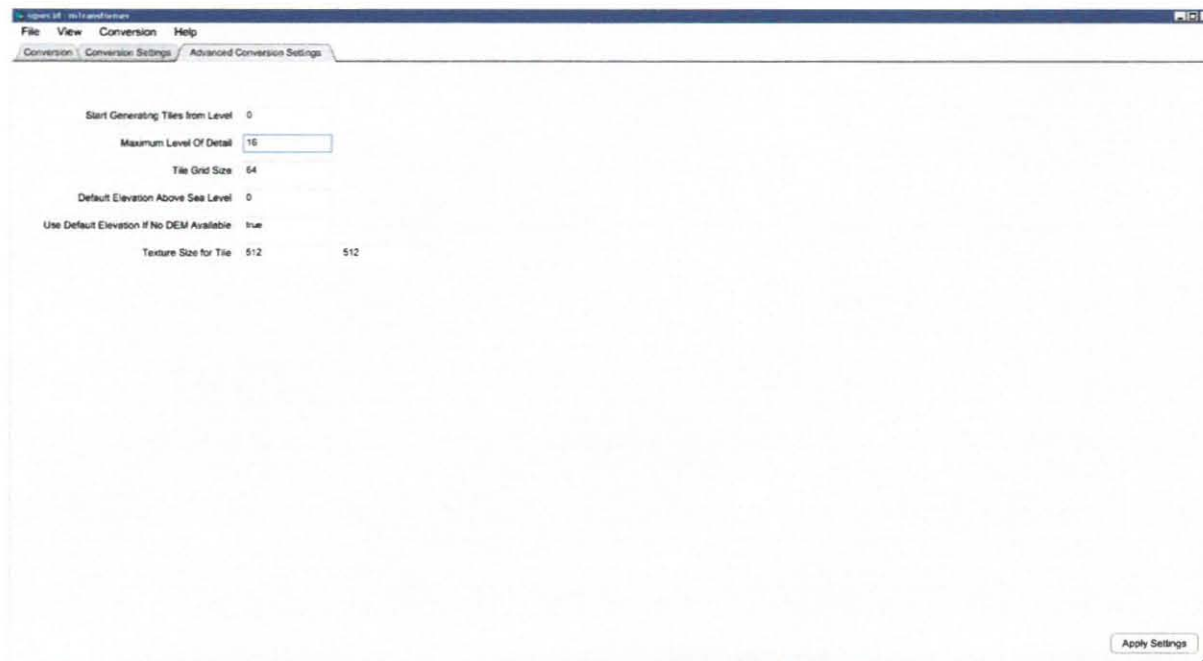 File View Conversion Help
Conversion Conversion Settings Advanced Conversion Settings
Start Generating Tiles from Level 0
Maximum Level Of Detail 16
Tile Grid Size 64
Default Elevation Above Sea Level 0
Use Default Elevation If No DEM Available true
Texture Size for Tile 512 512
Apply Settings